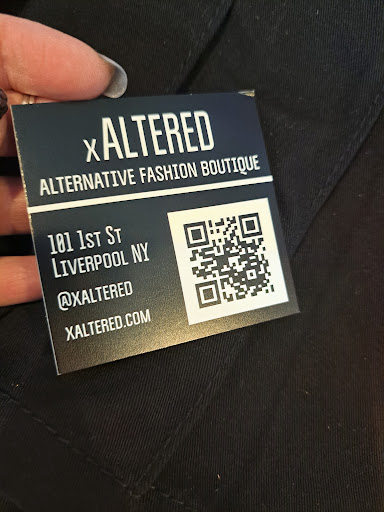 xALTERED
ALTERNATIVE FASHION BOUTIQUE
101 1ST ST
LIVERPOOL NY
@XALTERED
XALTERED.COM